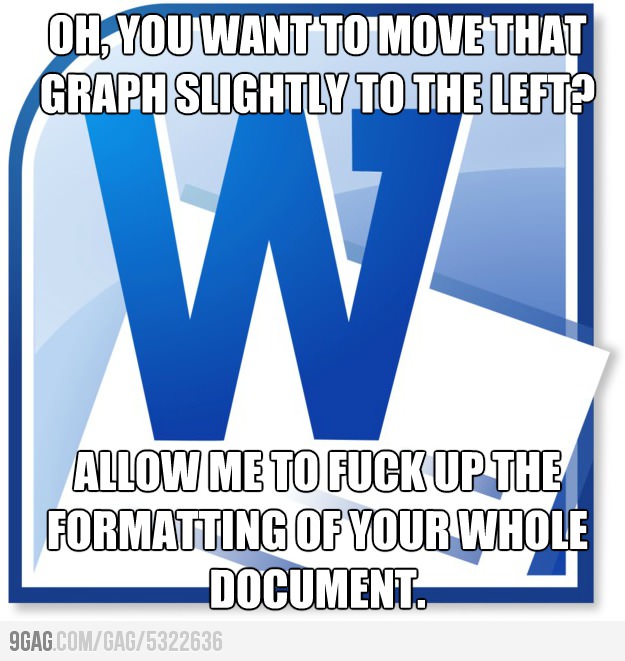 OH, YOU WANT TO MOVE THAT
GRAPH SLIGHTLY TO THE LEFT?
W
ALLOW ME TO FUCK UP THE
FORMATTING OF YOUR WHOLE
DOCUMENT.
9GAG.COM/GAG/5322636